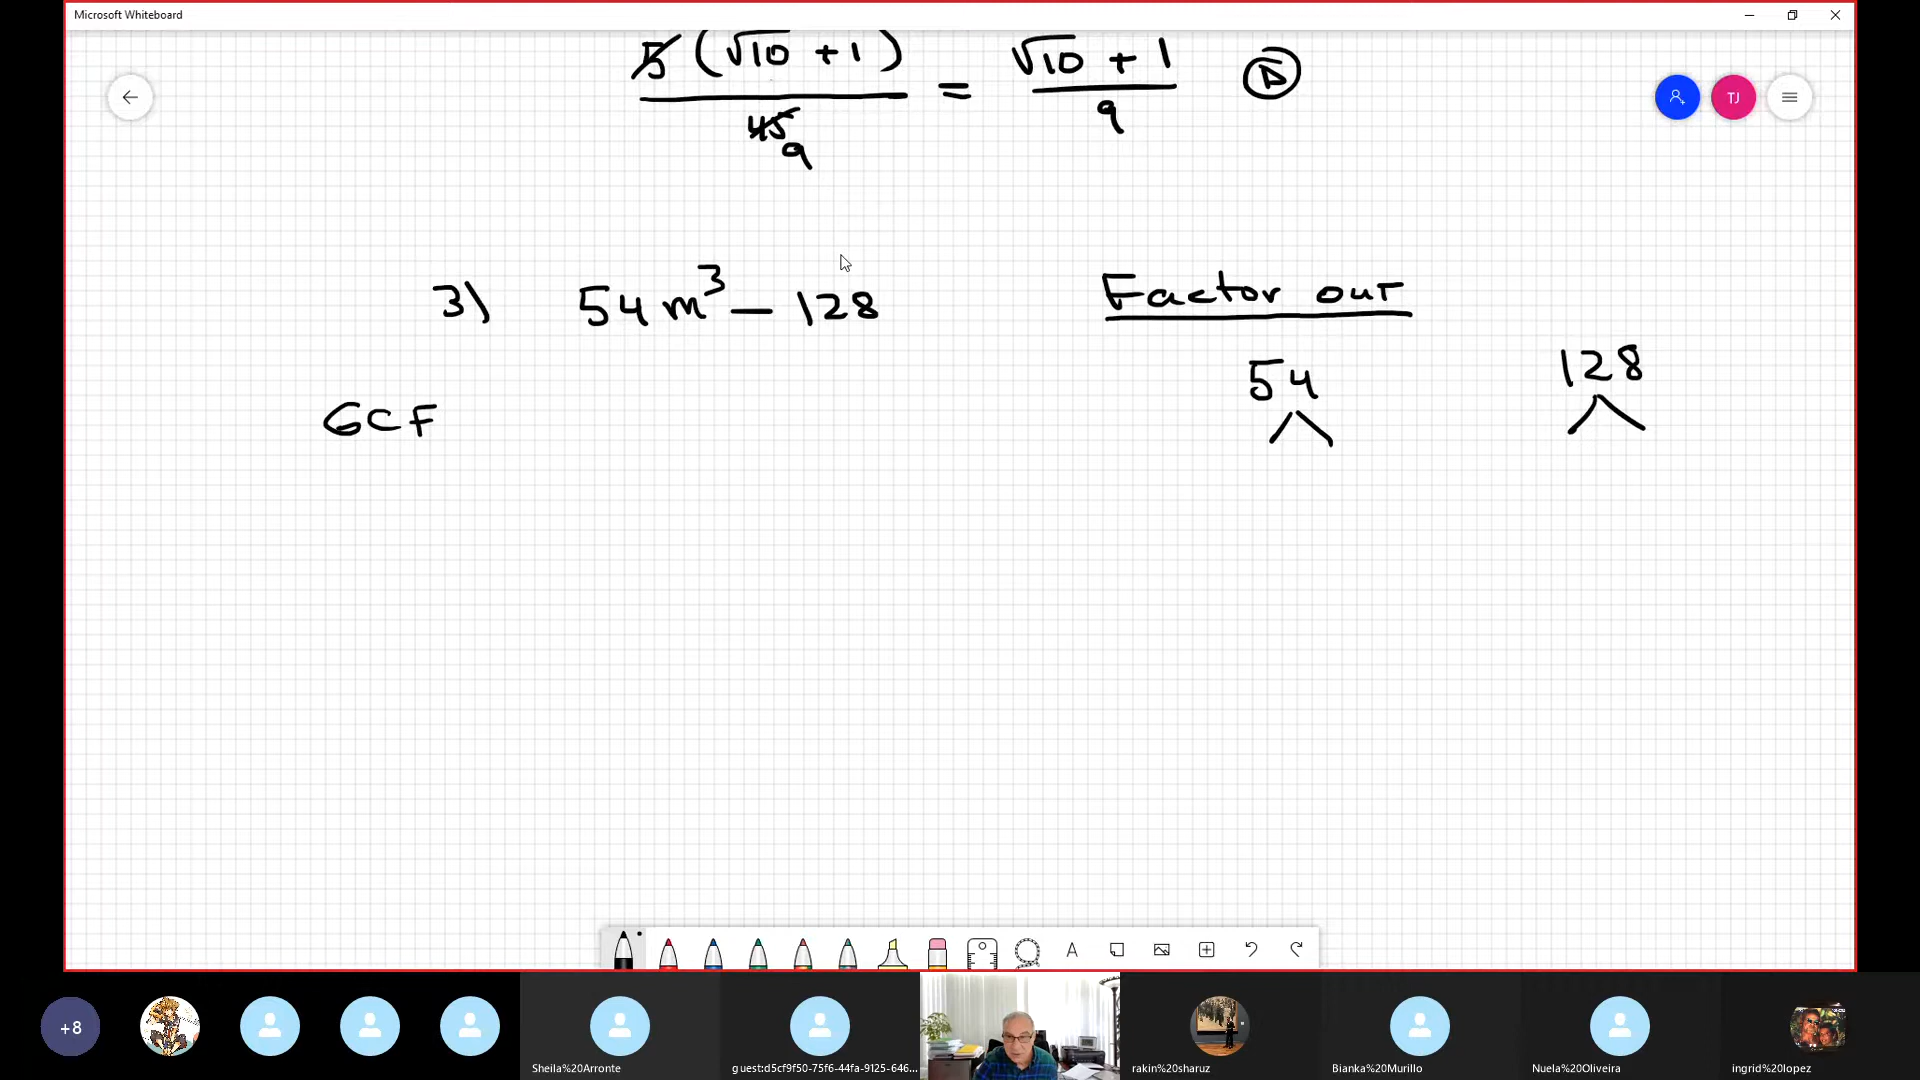 Microsoft Whiteboard
5 (√10 + 1) / 45 9 = √10 + 1 / 9 D
TJ
3) 54m³ — 128
Factor out
54 128
GCF
A
+8
Sheila%20Arronte
guest:d5cf9f50-75f6-44fa-9125-646...
rakin%20sharuz
Bianka%20Murillo
Nuela%20Oliveira
ingrid%20lopez